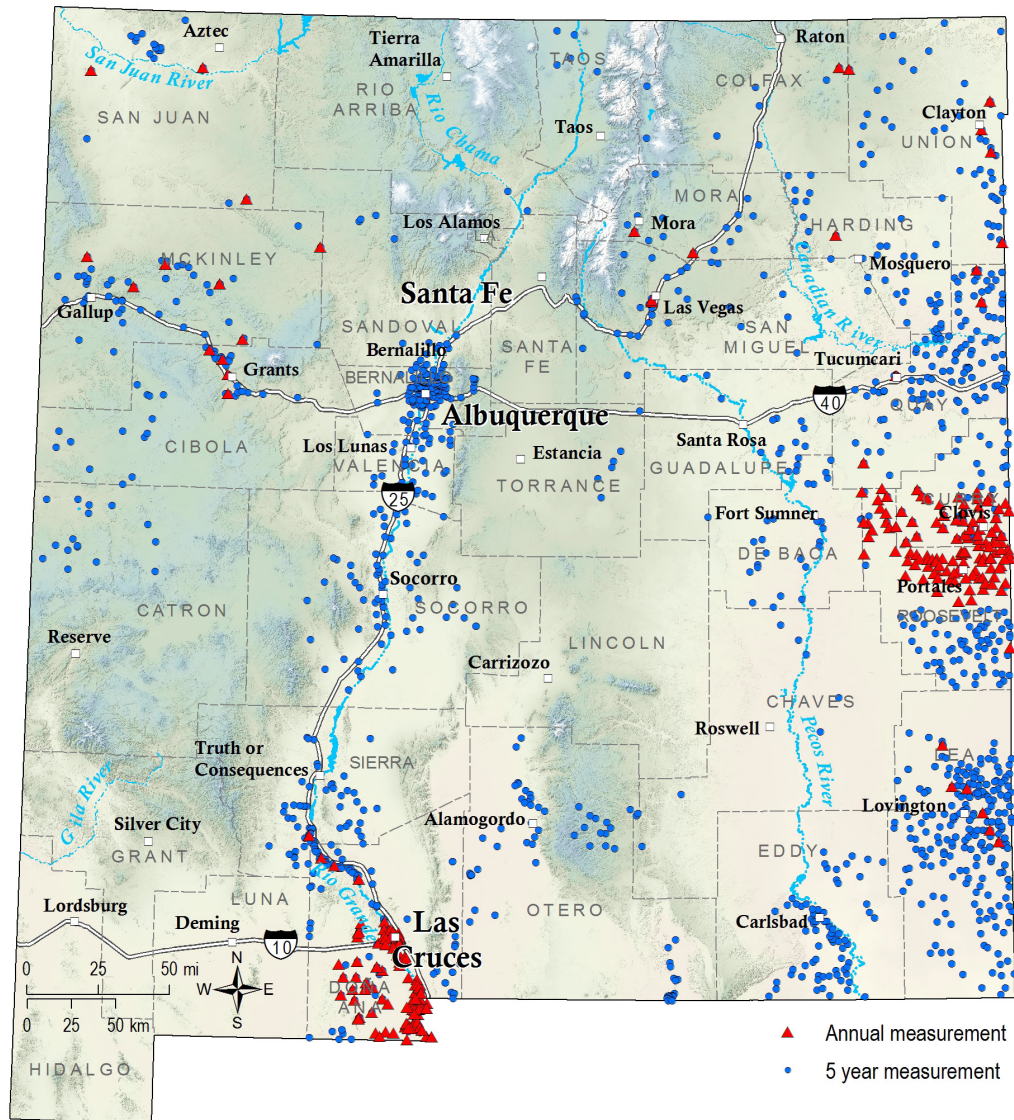 Aztec
Tierra
Amarilla
Raton
San Juan River
TAOS
COLFAX
RIO
ARRIBA
SAN JUAN
Rio Chama
Clayton
Taos
UNION
MORA
Los Alamos
LA
Mora
HARDING
MCKINLEY
Mosquero
Canadian River
Gallup
Santa Fe
Las Vegas
SANDOVAL
SANTA
FE
SAN
MIGUEL
Bernalillo
Tucumcari
Grants
BERNALILLO
40
QUAY
Albuquerque
CIBOLA
Los Lunas
VALENCIA
Estancia
Santa Rosa
GUADALUPE
TORRANCE
25
CURRY
Fort Sumner
Clovis
DE BACA
Socorro
SOCORRO
Portales
CATRON
ROOSEVELT
Reserve
LINCOLN
Carrizozo
CHAVES
Roswell
Pecos River
Truth or
Consequences
SIERRA
LEA
Gila River
Lovington
Silver City
Alamogordo
GRANT
EDDY
Rio Grande
LUNA
Lordsburg
OTERO
Deming
10
Las
Cruces
Carlsbad
N
W
E
S
0 25 50 mi
0 25 50 km
DONA
ANA
HIDALGO
Annual measurement
5 year measurement